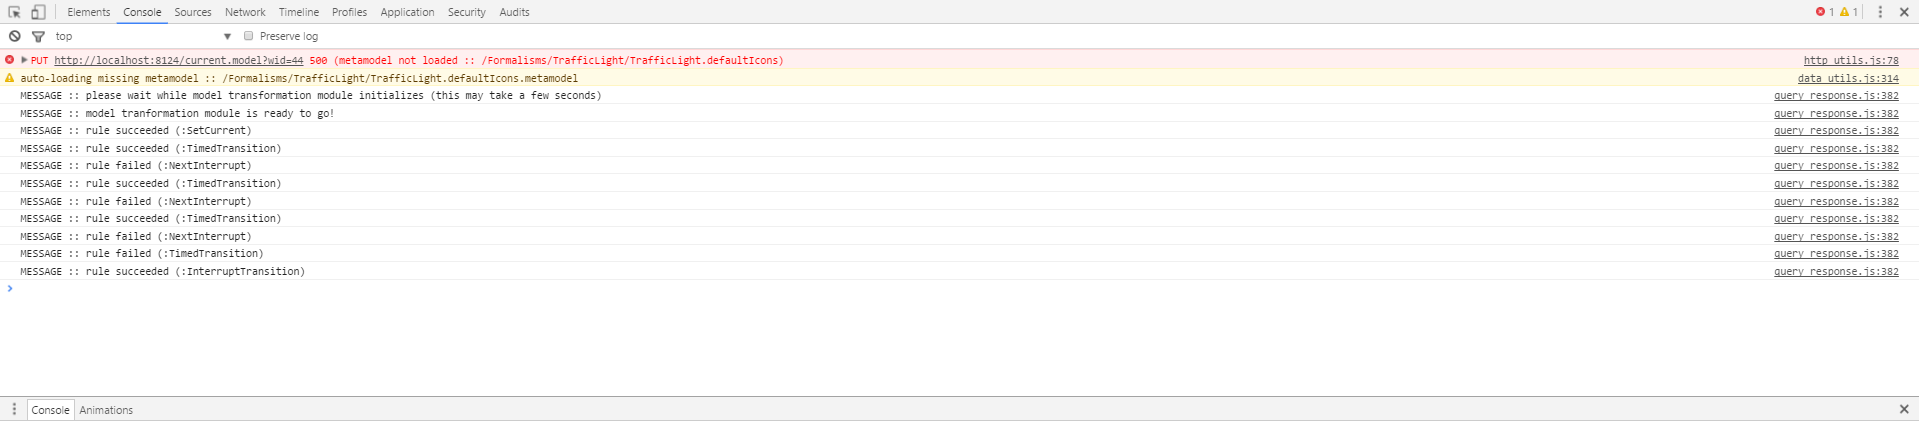 Elements Console Sources Network Timeline Profiles Application Security Audits 1 1
top Preserve log
PUT http://localhost:8124/current.model?wid=44 500 (metamodel not loaded :: /Formalisms/TrafficLight/TrafficLight.defaultIcons) http_utils.js:78
auto-loading missing metamodel :: /Formalisms/TrafficLight/TrafficLight.defaultIcons.metamodel data_utils.js:314
MESSAGE :: please wait while model transformation module initializes (this may take a few seconds) query_response.js:382
MESSAGE :: model tranformation module is ready to go! query_response.js:382
MESSAGE :: rule succeeded (:SetCurrent) query_response.js:382
MESSAGE :: rule succeeded (:TimedTransition) query_response.js:382
MESSAGE :: rule failed (:NextInterrupt) query_response.js:382
MESSAGE :: rule succeeded (:TimedTransition) query_response.js:382
MESSAGE :: rule failed (:NextInterrupt) query_response.js:382
MESSAGE :: rule succeeded (:TimedTransition) query_response.js:382
MESSAGE :: rule failed (:NextInterrupt) query_response.js:382
MESSAGE :: rule failed (:TimedTransition) query_response.js:382
MESSAGE :: rule succeeded (:InterruptTransition) query_response.js:382
Console Animations